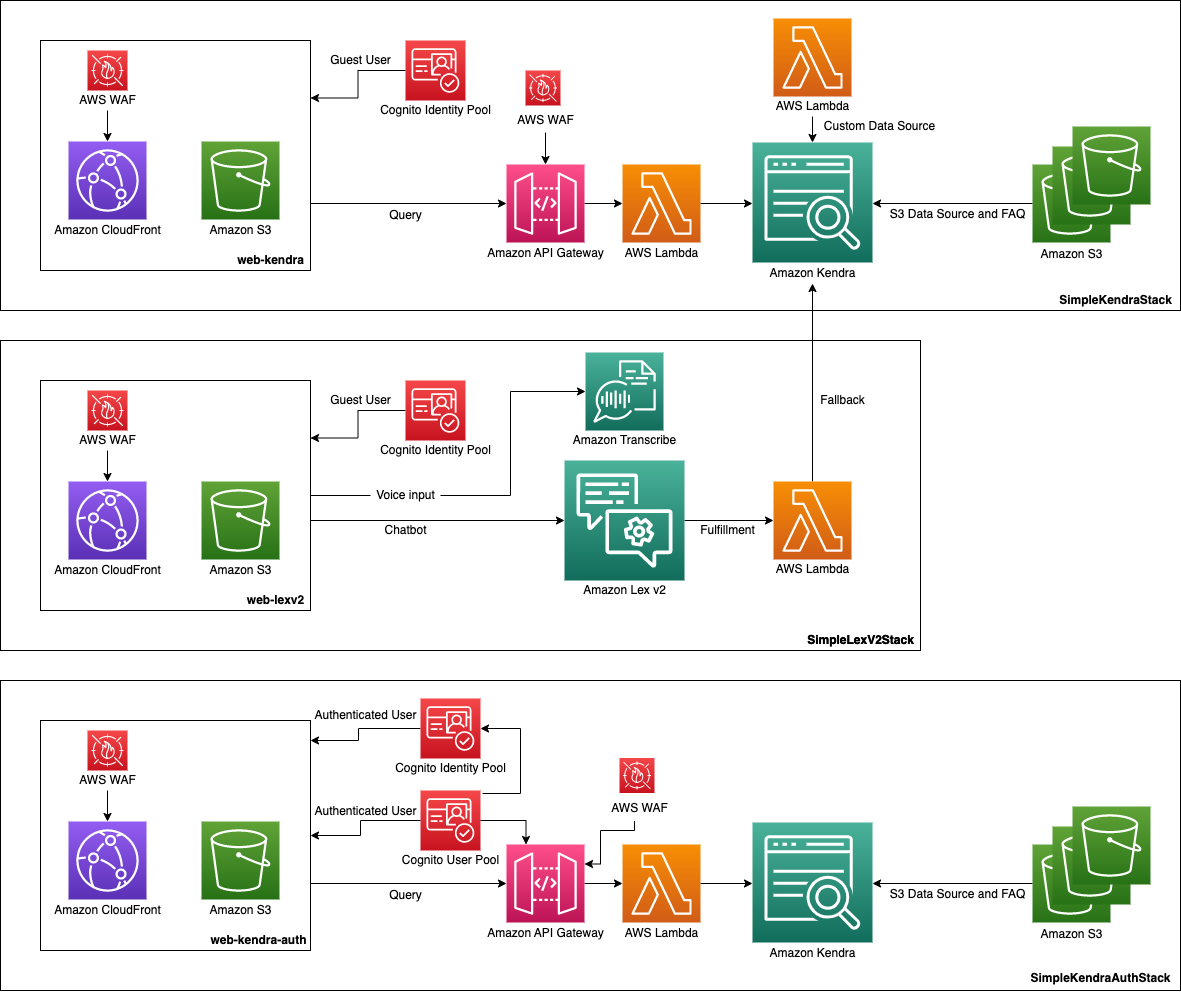 AWS WAF
Guest User
Cognito Identity Pool
AWS WAF
AWS Lambda
Custom Data Source
Amazon CloudFront
Amazon S3
Query
Amazon API Gateway
AWS Lambda
Amazon Kendra
S3 Data Source and FAQ
Amazon S3
web-kendra
SimpleKendraStack
AWS WAF
Guest User
Cognito Identity Pool
Amazon Transcribe
Fallback
Voice input
Chatbot
Fulfillment
Amazon CloudFront
Amazon S3
Amazon Lex v2
AWS Lambda
web-lexv2
SimpleLexV2Stack
AWS WAF
Authenticated User
Cognito Identity Pool
Authenticated User
Cognito User Pool
AWS WAF
Amazon CloudFront
Amazon S3
Query
Amazon API Gateway
AWS Lambda
Amazon Kendra
S3 Data Source and FAQ
Amazon S3
web-kendra-auth
SimpleKendraAuthStack